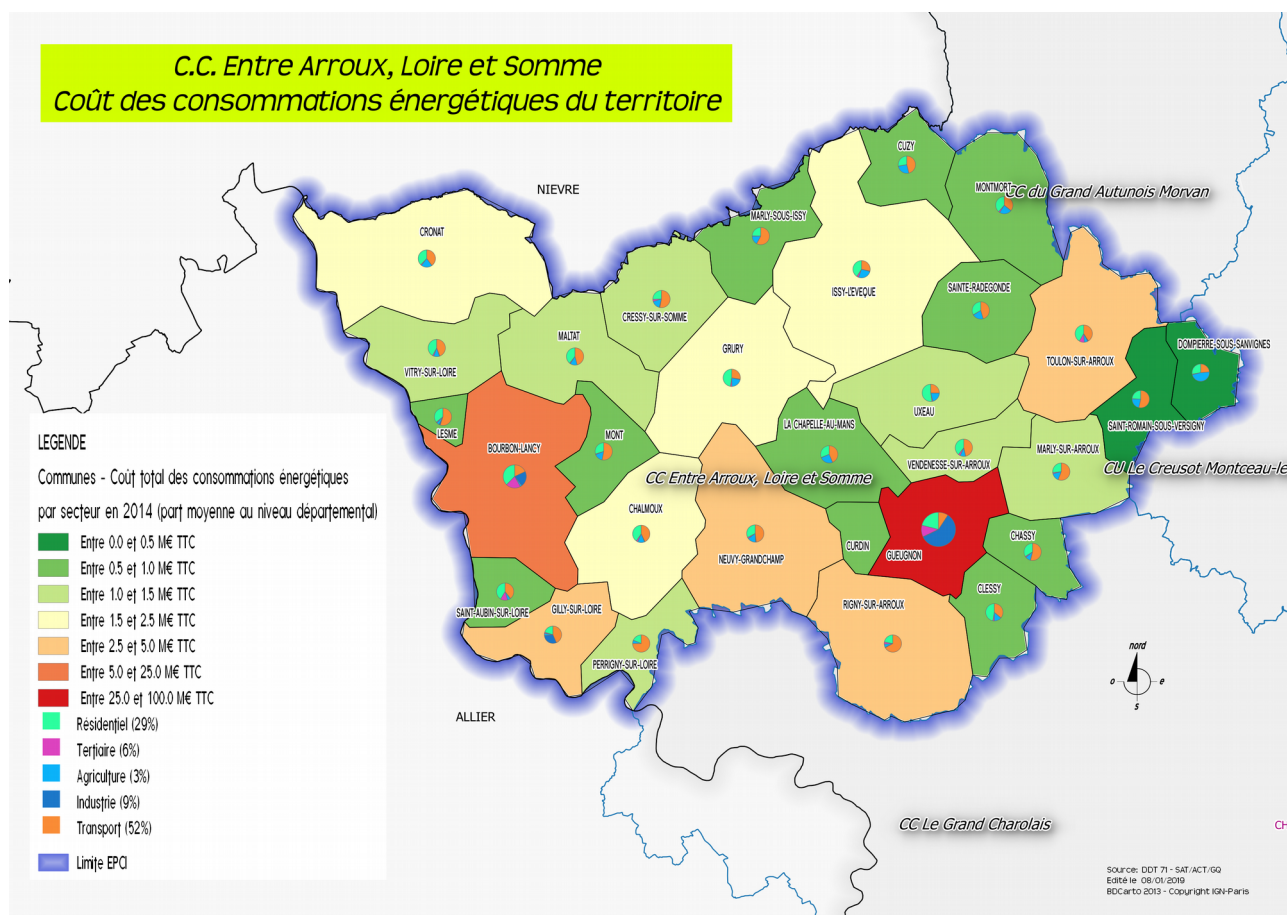 C.C. Entre Arroux, Loire et Somme
Coût des consommations énergétiques du territoire
CUZY
NIEVRE
MONTMORT
CC du Grand Autunois Morvan
MARLY-SOUS-ISSY
CRONAT
ISSY-L'EVEQUE
SAINTE-RADEGONDE
CRESSY-SUR-SOMME
MALTAT
GRURY
DOMPIERRE-SOUS-SANVIGNES
TOULON-SUR-ARROUX
VITRY-SUR-LOIRE
UXEAU
LA CHAPELLE-AU-MANS
SAINT-ROMAIN-SOUS-VERSIGNY
LESME
MONT
BOURBON-LANCY
VENDENESSE-SUR-ARROUX
MARLY-SUR-ARROUX
CU Le Creusot Montceau-le
CC Entre Arroux, Loire et Somme
CHALMOUX
CHASSY
CURDIN
GUEUGNON
NEUVY-GRANDCHAMP
CLESSY
RIGNY-SUR-ARROUX
SAINT-AUBIN-SUR-LOIRE
GILLY-SUR-LOIRE
PERRIGNY-SUR-LOIRE
ALLIER
CC Le Grand Charolais
CH
nord
o
e
s
LEGENDE
Communes - Coût total des consommations énergétiques
par secteur en 2014 (part moyenne au niveau départemental)
Entre 0.0 et 0.5 M€ TTC
Entre 0.5 et 1.0 M€ TTC
Entre 1.0 et 1.5 M€ TTC
Entre 1.5 et 2.5 M€ TTC
Entre 2.5 et 5.0 M€ TTC
Entre 5.0 et 25.0 M€ TTC
Entre 25.0 et 100.0 M€ TTC
Résidentiel (29%)
Tertiaire (6%)
Agriculture (3%)
Industrie (9%)
Transport (52%)
Limite EPCI
Source: DDT 71 - SAT/ACT/GQ
Edité le 08/01/2019
BDCarto 2013 - Copyright IGN-Paris